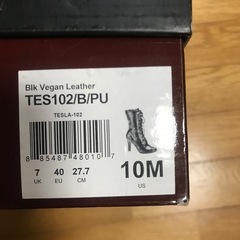 Blk Vegan Leather
TES102/B/PU
TESLA-102
8 85487 48010 7
7 40 27.7
UK EU CM
10M
US